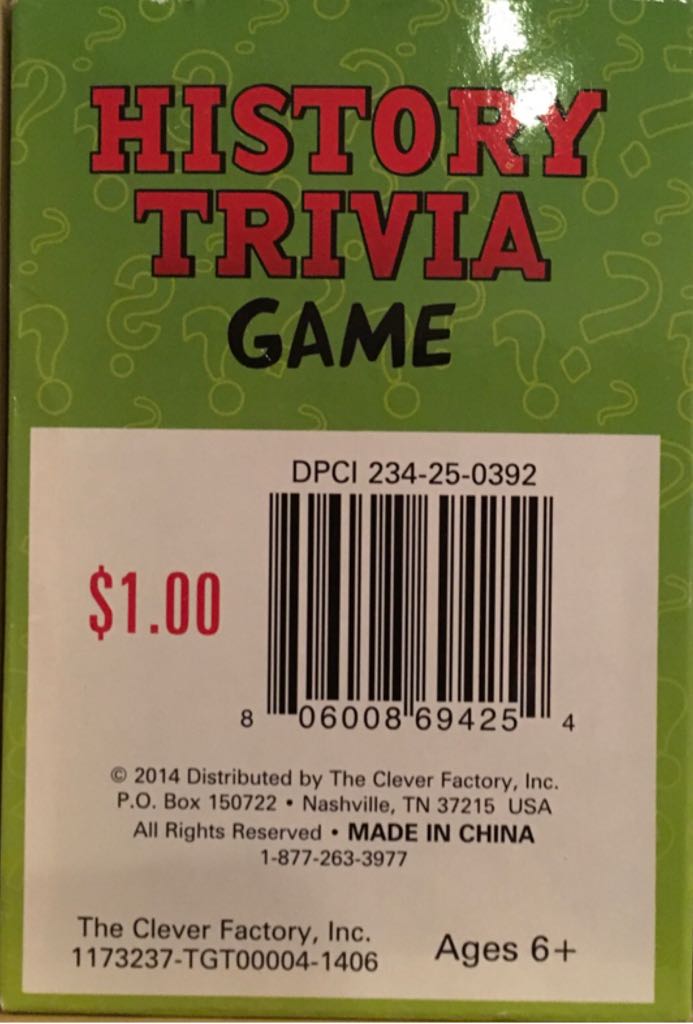 HISTORY
TRIVIA
GAME
DPCI 234-25-0392
$1.00
8 06008 69425 4
© 2014 Distributed by The Clever Factory, Inc.
P.O. Box 150722 • Nashville, TN 37215 USA
All Rights Reserved • MADE IN CHINA
1-877-263-3977
The Clever Factory, Inc.
1173237-TGT00004-1406
Ages 6+